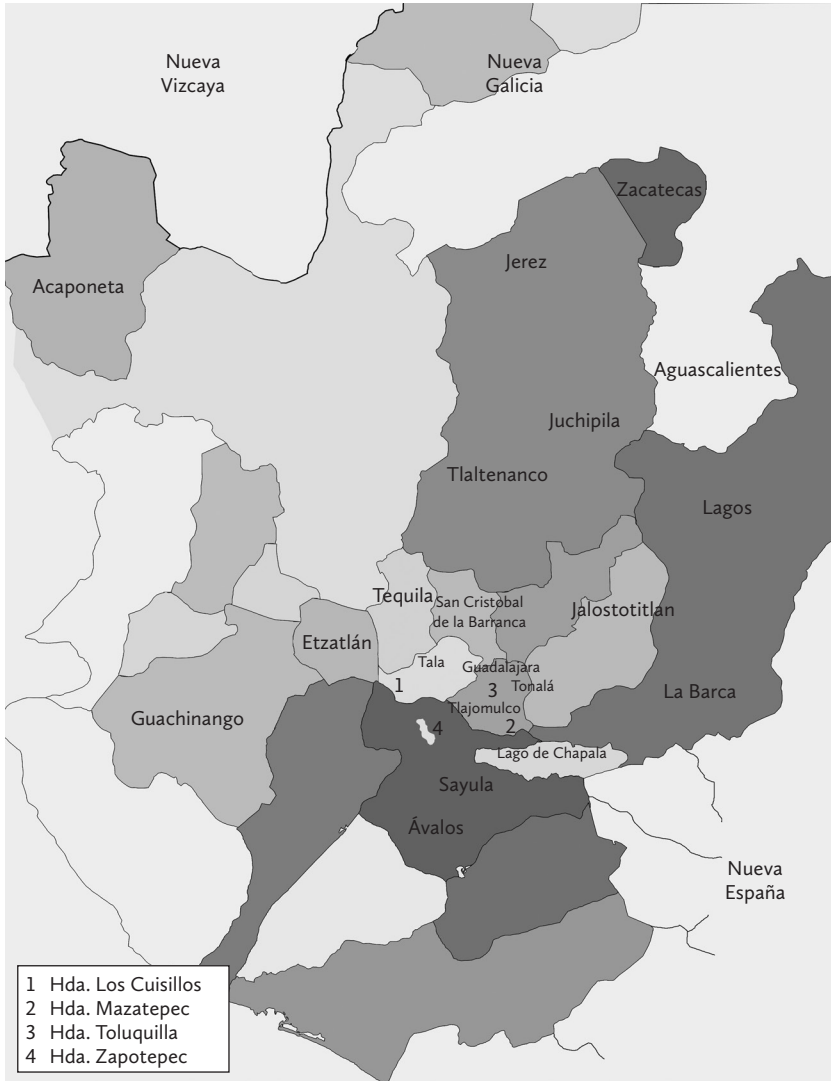 Nueva
Vizcaya
Nueva
Galicia
Zacatecas
Jerez
Acaponeta
Aguascalientes
Juchipila
Tlaltenanco
Lagos
Tequila
San Cristobal
de la Barranca
Jalostotitlan
Etzatlán
Tala
Guadalajara
1
3
Tonalá
La Barca
Guachinango
Tlajomulco
2
4
Lago de Chapala
Sayula
Ávalos
Nueva
España
1 Hda. Los Cuisillos
2 Hda. Mazatepec
3 Hda. Toluquilla
4 Hda. Zapotepec